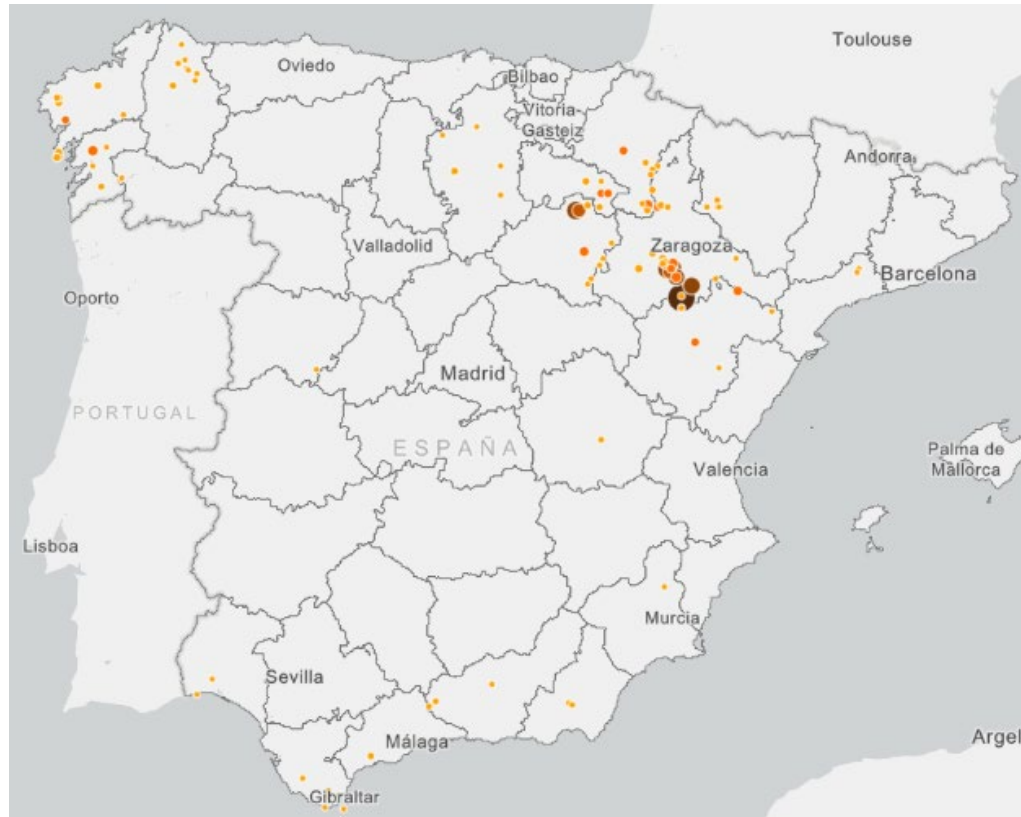 Toulouse
Oviedo
Bilbao
Vitoria-
Gasteiz
Andorra
Valladolid
Zaragoza
Barcelona
Oporto
Madrid
PORTUGAL
ESPAÑA
Palma de
Mallorca
Valencia
Lisboa
Murcia
Sevilla
Málaga
Argel
Gibraltar